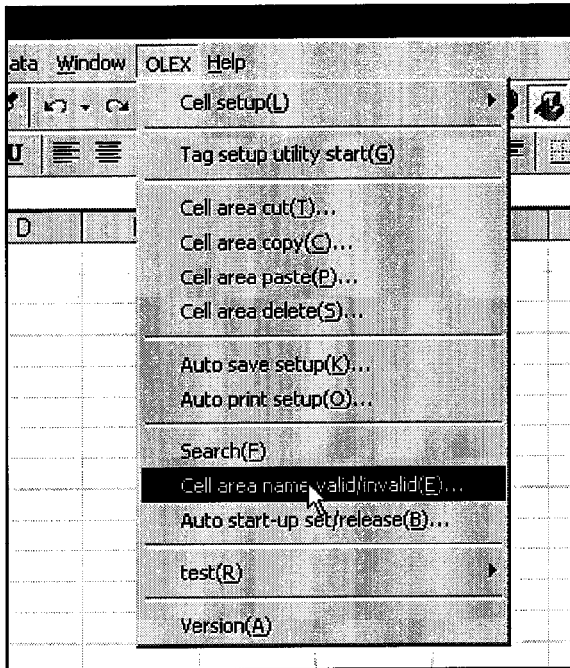 ata Window OLEX Help
Cell setup(L)
U
Tag setup utility start(G)
Cell area cut(T)...
D
Cell area copy(C)...
Cell area paste(P)...
Cell area delete(S)...
Auto save setup(K)...
Auto print setup(O)...
Search(F)
Cell area name valid/invalid(E)...
Auto start-up set/release(B)...
test(R)
Version(A)